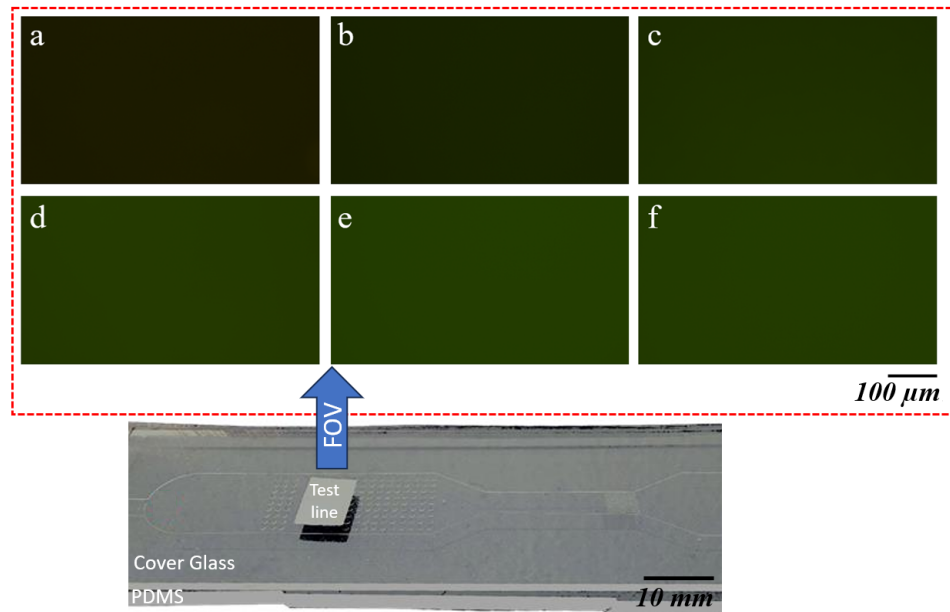 a
b
c
d
e
f
100 µm
FOV
Test
line
Cover Glass
PDMS
10 mm